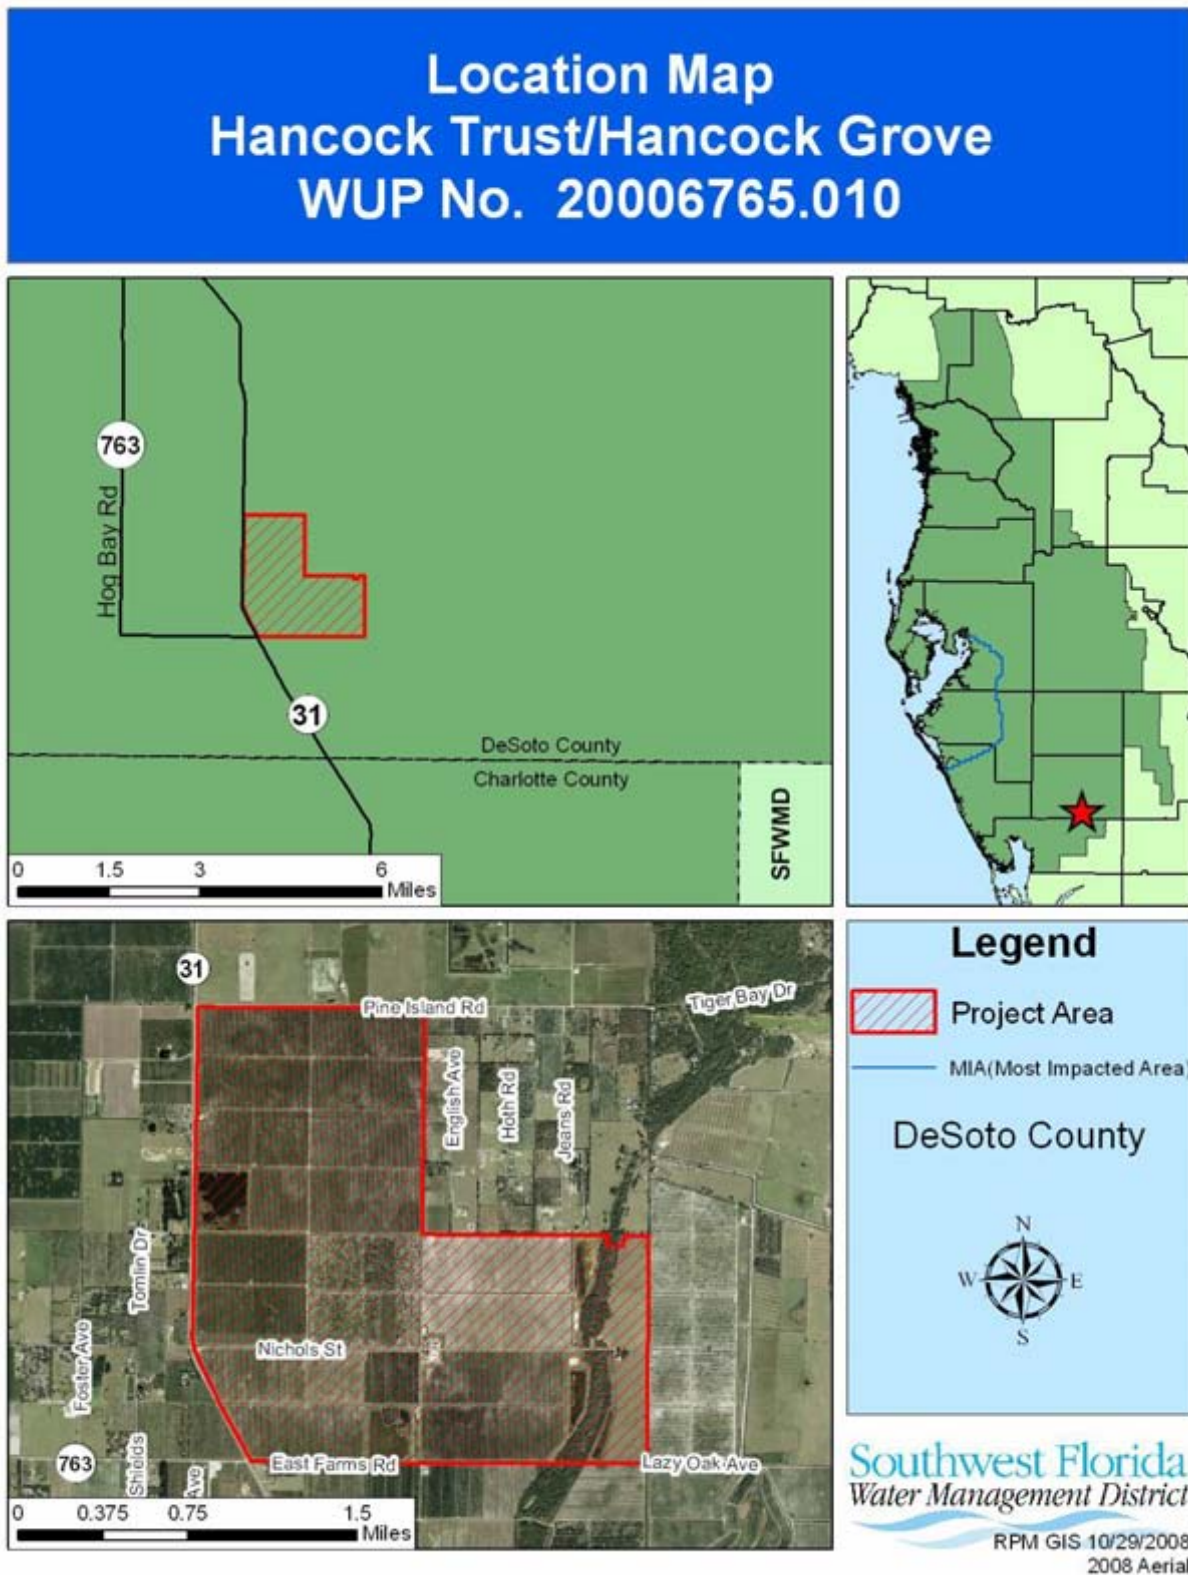 Location Map
Hancock Trust/Hancock Grove
WUP No. 20006765.010
763
Hog Bay Rd
31
DeSoto County
Charlotte County
SFWMD
0 1.5 3 6
Miles
31
Pine Island Rd
Tiger Bay Dr
English Ave
Hoth Rd
Jeans Rd
Tomlin Dr
Nichols St
Foster Ave
763
Shields
Ave
East Farms Rd
Lazy Oak Ave
0 0.375 0.75 1.5
Miles
Legend
Project Area
MIA(Most Impacted Area)
DeSoto County
N
W E
S
Southwest Florida
Water Management District
RPM GIS 10/29/2008
2008 Aerial